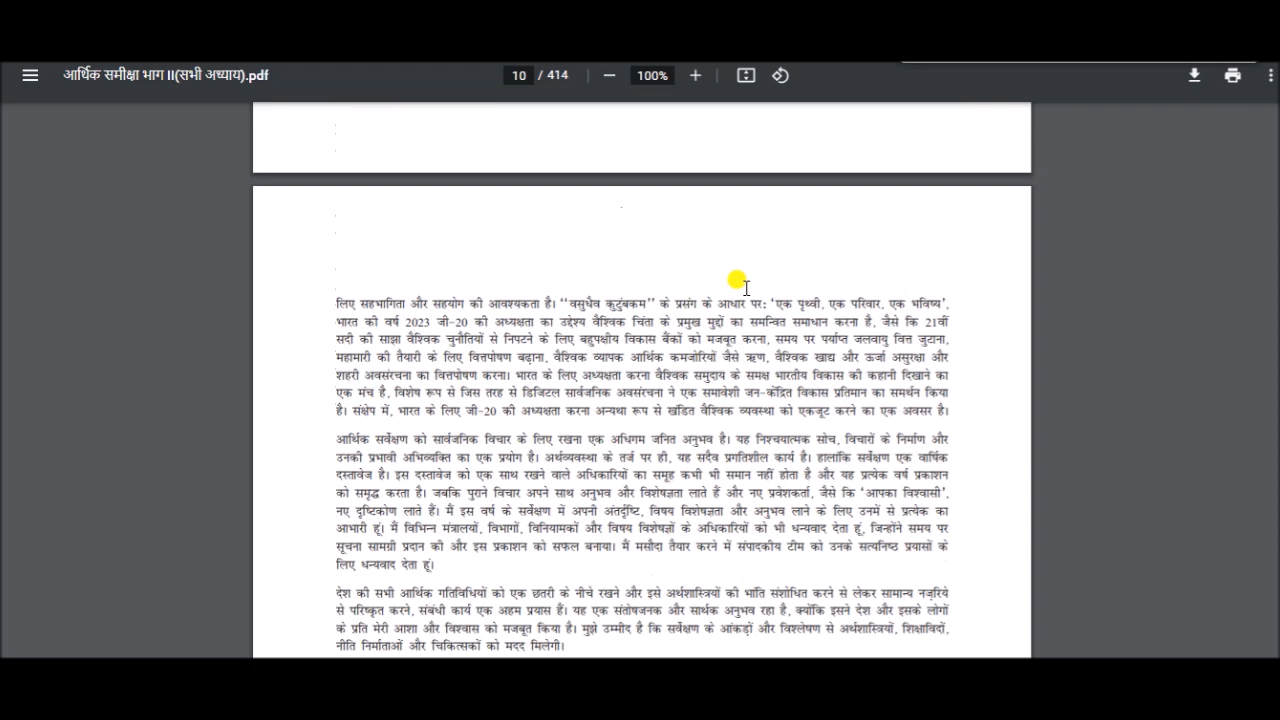 आर्थिक समीक्षा भाग II(सभी अध्याय).pdf
10 / 414
100%
लिए सहभागिता और सहयोग की आवश्यकता है। ‘‘वसुधैव कुटुंबकम’’ के प्रसंग के आधार पर: ‘एक पृथ्वी, एक परिवार, एक भविष्य’,
भारत की वर्ष 2023 जी-20 की अध्यक्षता का उद्देश्य वैश्विक चिंता के प्रमुख मुद्दों का समन्वित समाधान करना है, जैसे कि 21वीं
सदी की साझा वैश्विक चुनौतियों से निपटने के लिए बहुपक्षीय विकास बैंकों को मजबूत करना, समय पर पर्याप्त जलवायु वित्त जुटाना,
महामारी की तैयारी के लिए वित्तपोषण बढ़ाना, वैश्विक व्यापक आर्थिक कमजोरियों जैसे ऋण, वैश्विक खाद्य और ऊर्जा असुरक्षा और
शहरी अवसंरचना का वित्तपोषण करना। भारत के लिए अध्यक्षता करना वैश्विक समुदाय के समक्ष भारतीय विकास की कहानी दिखाने का
एक मंच है, विशेष रूप से जिस तरह से डिजिटल सार्वजनिक अवसंरचना ने एक समावेशी जन-केंद्रित विकास प्रतिमान का समर्थन किया
है। संक्षेप में, भारत के लिए जी-20 की अध्यक्षता करना अन्यथा रूप से खंडित वैश्विक व्यवस्था को एकजूट करने का एक अवसर है।
आर्थिक सर्वेक्षण को सार्वजनिक विचार के लिए रखना एक अधिगम जनित अनुभव है। यह निश्चयात्मक सोच, विचारों के निर्माण और
उनकी प्रभावी अभिव्यक्ति का एक प्रयोग है। अर्थव्यवस्था के तर्ज पर ही, यह सदैव प्रगतिशील कार्य है। हालांकि सर्वेक्षण एक वार्षिक
दस्तावेज है। इस दस्तावेज को एक साथ रखने वाले अधिकारियों का समूह कभी भी समान नहीं होता है और यह प्रत्येक वर्ष प्रकाशन
को समृद्ध करता है। जबकि पुराने विचार अपने साथ अनुभव और विशेषज्ञता लाते हैं और नए प्रवेशकर्ता, जैसे कि ‘आपका विश्वासी’,
नए दृष्टिकोण लाते हैं। मैं इस वर्ष के सर्वेक्षण में अपनी अंतर्दृष्टि, विषय विशेषज्ञता और अनुभव लाने के लिए उनमें से प्रत्येक का
आभारी हूं। मैं विभिन्न मंत्रालयों, विभागों, विनियामकों और विषय विशेषज्ञों के अधिकारियों को भी धन्यवाद देता हूं, जिन्होंने समय पर
सूचना सामग्री प्रदान की और इस प्रकाशन को सफल बनाया। मैं मसौदा तैयार करने में संपादकीय टीम को उनके सत्यनिष्ठ प्रयासों के
लिए धन्यवाद देता हूं।
देश की सभी आर्थिक गतिविधियों को एक छतरी के नीचे रखने और इसे अर्थशास्त्रियों की भांति संशोधित करने से लेकर सामान्य नज़रिये
से परिष्कृत करने, संबंधी कार्य एक अहम प्रयास हैं। यह एक संतोषजनक और सार्थक अनुभव रहा है, क्योंकि इसने देश और इसके लोगों
के प्रति मेरी आशा और विश्वास को मजबूत किया है। मुझे उम्मीद है कि सर्वेक्षण के आंकड़ों और विश्लेषण से अर्थशास्त्रियों, शिक्षाविदों,
नीति निर्माताओं और चिकित्सकों को मदद मिलेगी।